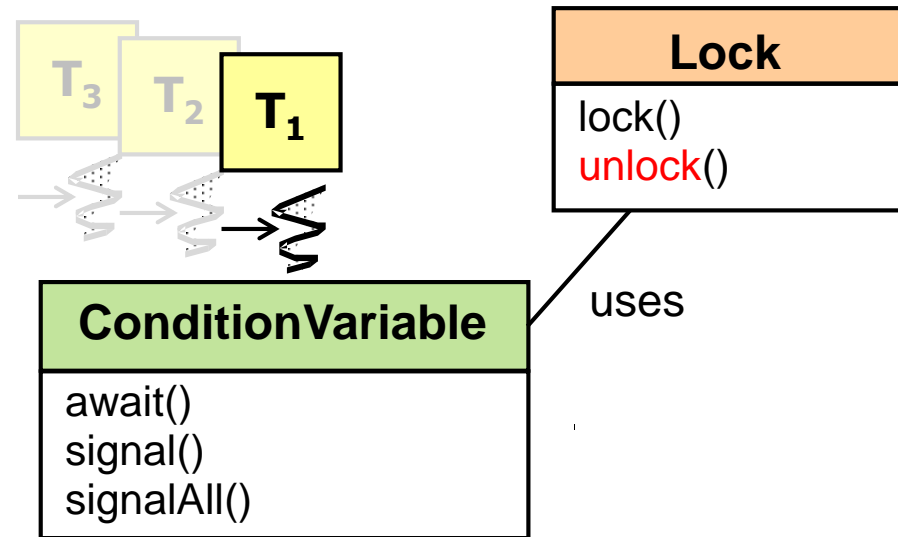 T3
T2
T1
Lock
lock()
unlock()
uses
ConditionVariable
await()
signal()
signalAll()